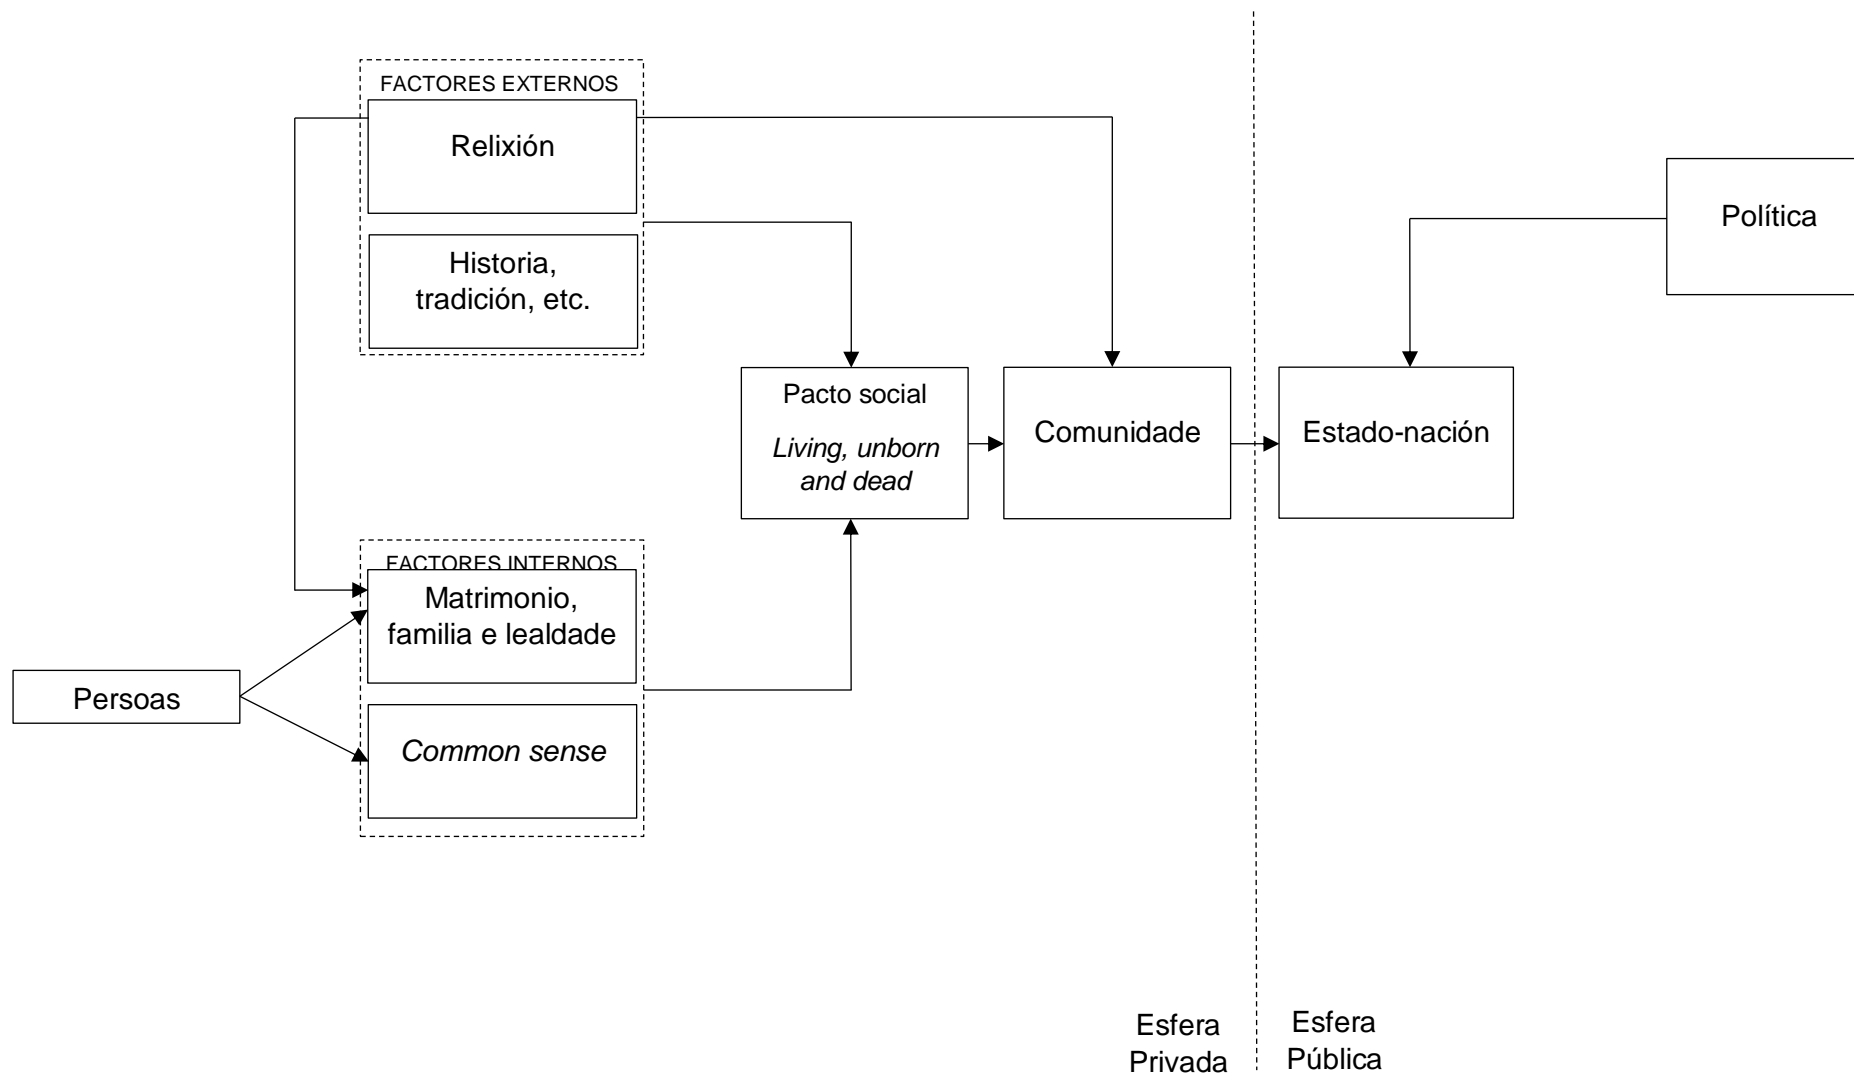 FACTORES EXTERNOS
Relixión
Historia,
tradición, etc.
Política
Pacto social
Living, unborn
and dead
Comunidade
Estado-nación
FACTORES INTERNOS
Matrimonio,
familia e lealdade
Persoas
Common sense
Esfera
Privada
Esfera
Pública